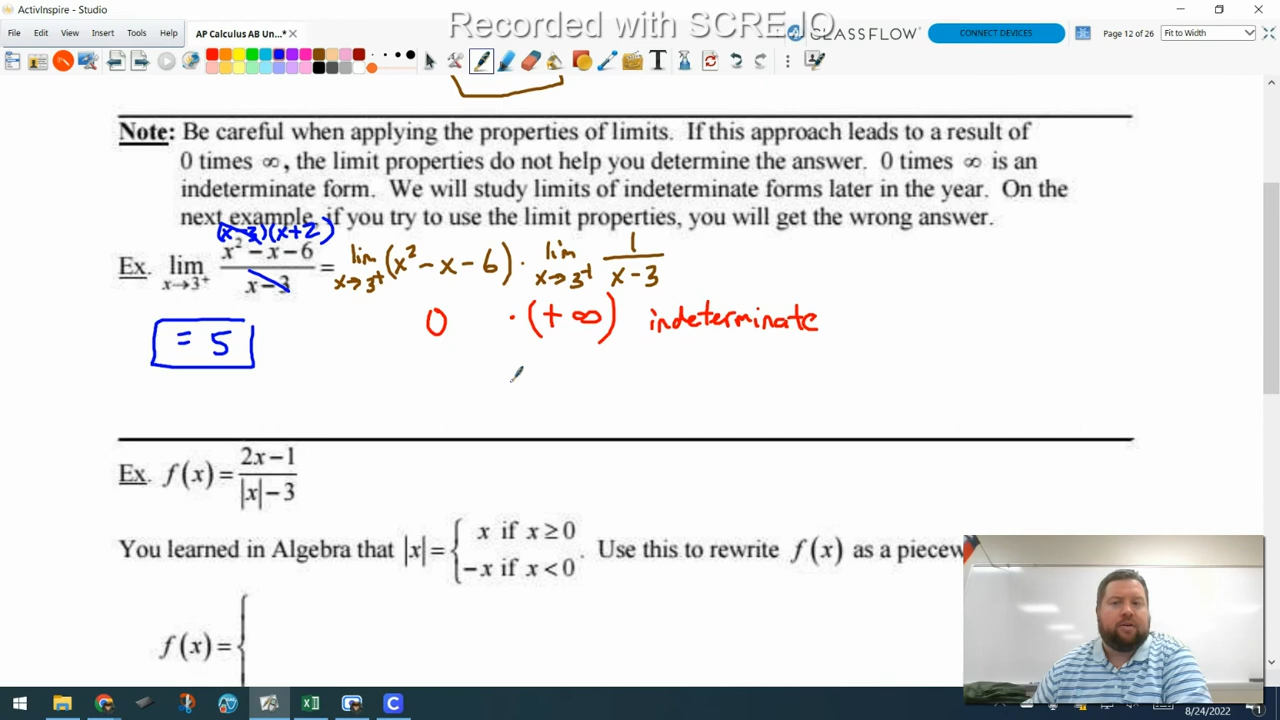 ActivInspire - Studio
Recorded with SCRE.IO
AP Calculus AB Un...*
File Edit View Insert Tools Help
CLASSFLOW
CONNECT DEVICES
Page 12 of 26
Fit to Width
Note: Be careful when applying the properties of limits. If this approach leads to a result of
0 times ∞, the limit properties do not help you determine the answer. 0 times ∞ is an
indeterminate form. We will study limits of indeterminate forms later in the year. On the
next example, if you try to use the limit properties, you will get the wrong answer.
(x-3)(x+2)
Ex. lim x→3⁺ (x² − x − 6)/(x−3) = lim x→3⁺ (x² − x − 6) · lim x→3⁺ 1/(x−3)
0 · (+∞) indeterminate
= 5
Ex. f(x) = (2x−1)/(|x|−3)
You learned in Algebra that |x| = { x if x ≥ 0
−x if x < 0 . Use this to rewrite f(x) as a piecew
f(x) = {
8/24/2022